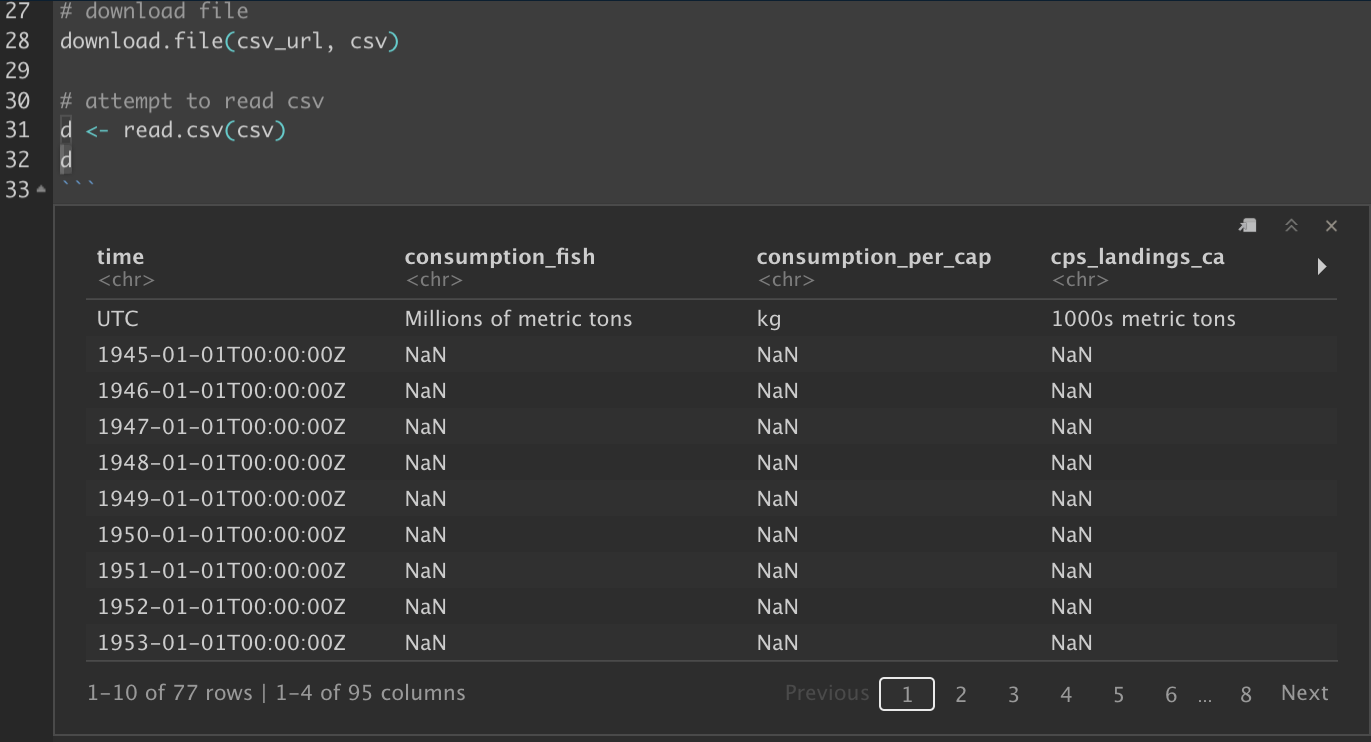 27 # download file
28 download.file(csv_url, csv)
29
30 # attempt to read csv
31 d <- read.csv(csv)
32 d
33 ```
time consumption_fish consumption_per_cap cps_landings_ca
<chr> <chr> <chr> <chr>
UTC Millions of metric tons kg 1000s metric tons
1945-01-01T00:00:00Z NaN NaN NaN
1946-01-01T00:00:00Z NaN NaN NaN
1947-01-01T00:00:00Z NaN NaN NaN
1948-01-01T00:00:00Z NaN NaN NaN
1949-01-01T00:00:00Z NaN NaN NaN
1950-01-01T00:00:00Z NaN NaN NaN
1951-01-01T00:00:00Z NaN NaN NaN
1952-01-01T00:00:00Z NaN NaN NaN
1953-01-01T00:00:00Z NaN NaN NaN
1-10 of 77 rows | 1-4 of 95 columns Previous 1 2 3 4 5 6 ... 8 Next